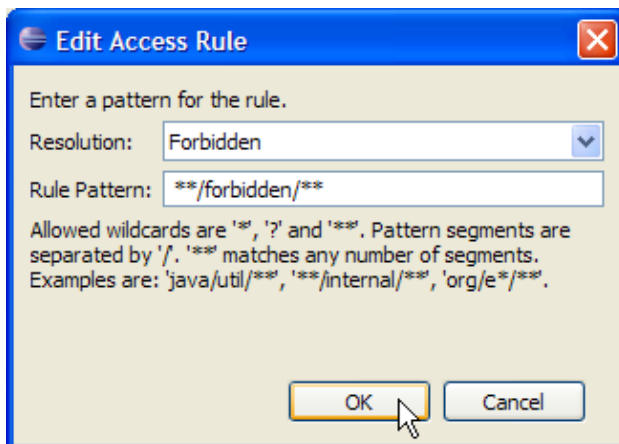 Edit Access Rule
Enter a pattern for the rule.
Resolution: Forbidden
Rule Pattern: **/forbidden/**
Allowed wildcards are '*', '?' and '**'. Pattern segments are
separated by '/'. '**' matches any number of segments.
Examples are: 'java/util/**', '**/internal/**', 'org/e*/**'.
OK Cancel